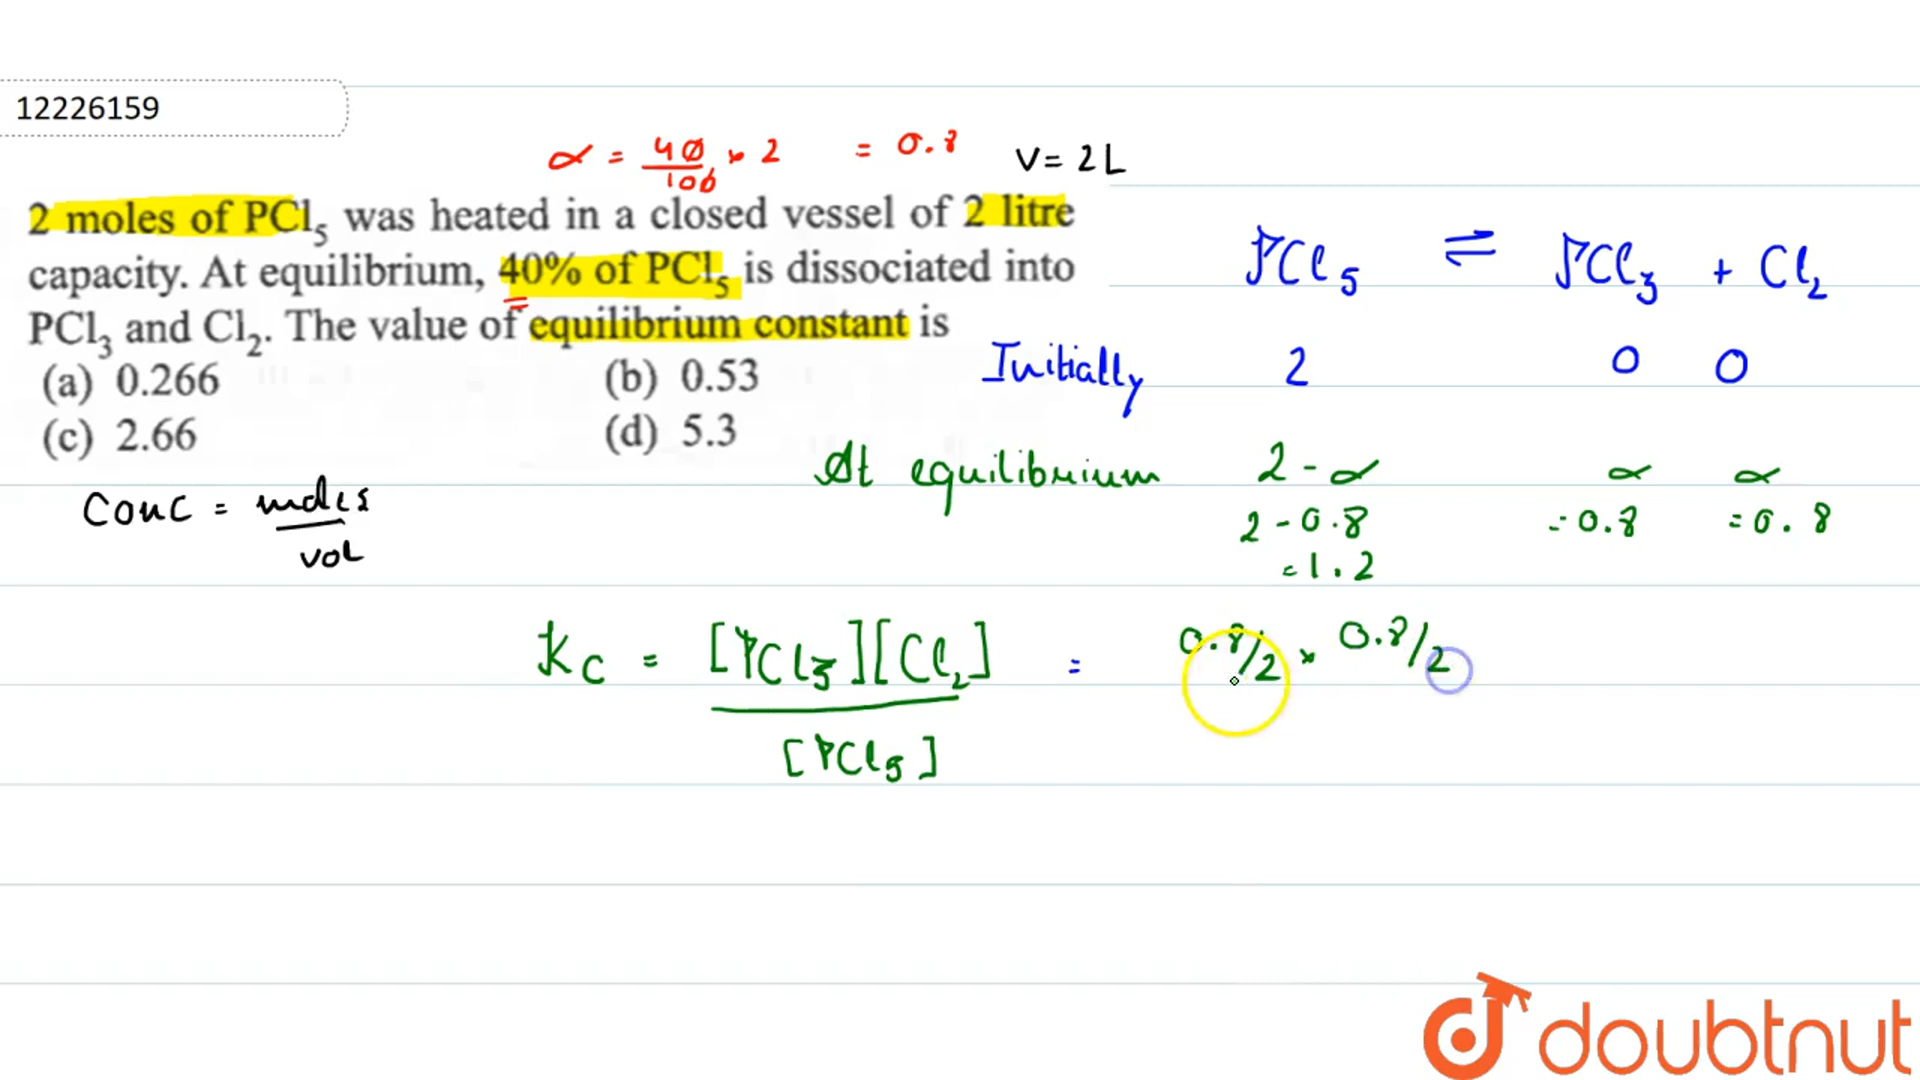 12226159
α = 40/100 × 2 = 0.8
V = 2L
2 moles of PCl5 was heated in a closed vessel of 2 litre
capacity. At equilibrium, 40% of PCl5 is dissociated into
PCl3 and Cl2. The value of equilibrium constant is
(a) 0.266 (b) 0.53
(c) 2.66 (d) 5.3
PCl5 ⇌ PCl3 + Cl2
Initially 2 0 0
At equilibrium 2 - α α α
2 - 0.8 = 0.8 = 0.8
= 1.2
Conc = moles/vol
Kc = [PCl3][Cl2]/[PCl5] = 0.8/2 × 0.8/2
doubtnut